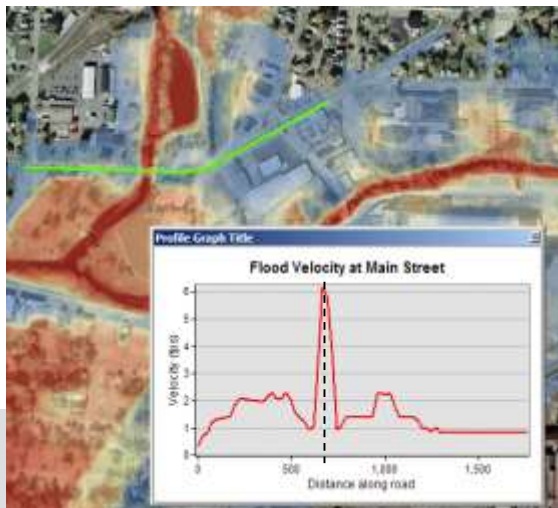 Profile Graph Title
Flood Velocity at Main Street
Velocity (ft/s)
6
5
4
3
2
1
0
0 500 1,000 1,500
Distance along road